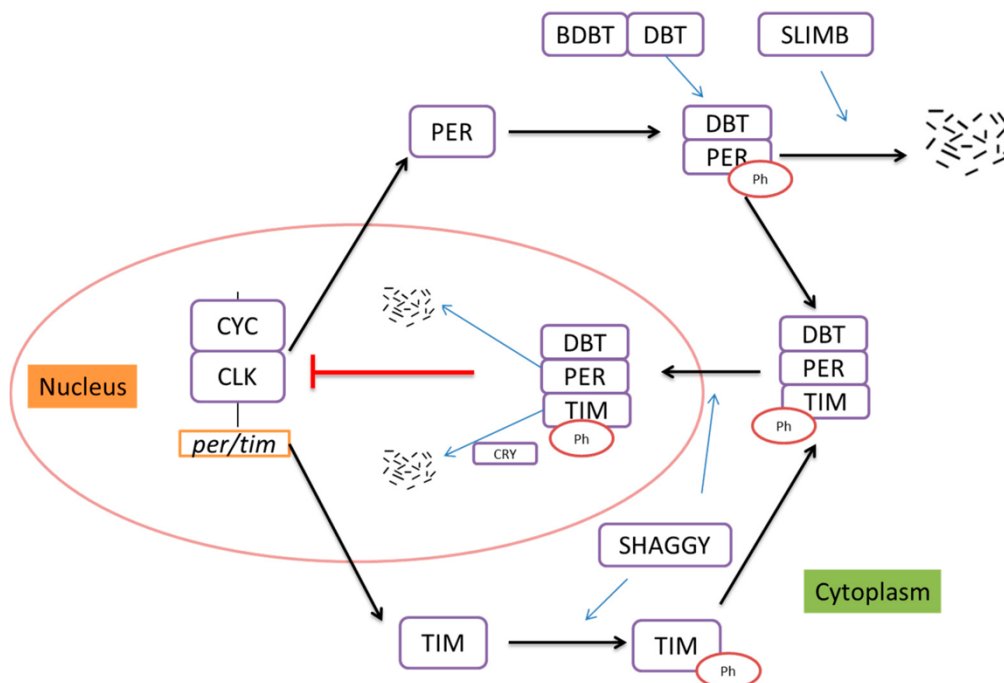 BDBT DBT SLIMB
PER
DBT
PER
Ph
CYC
CLK
Nucleus
per/tim
DBT
PER
TIM
Ph
CRY
DBT
PER
TIM
Ph
SHAGGY
Cytoplasm
TIM
TIM
Ph